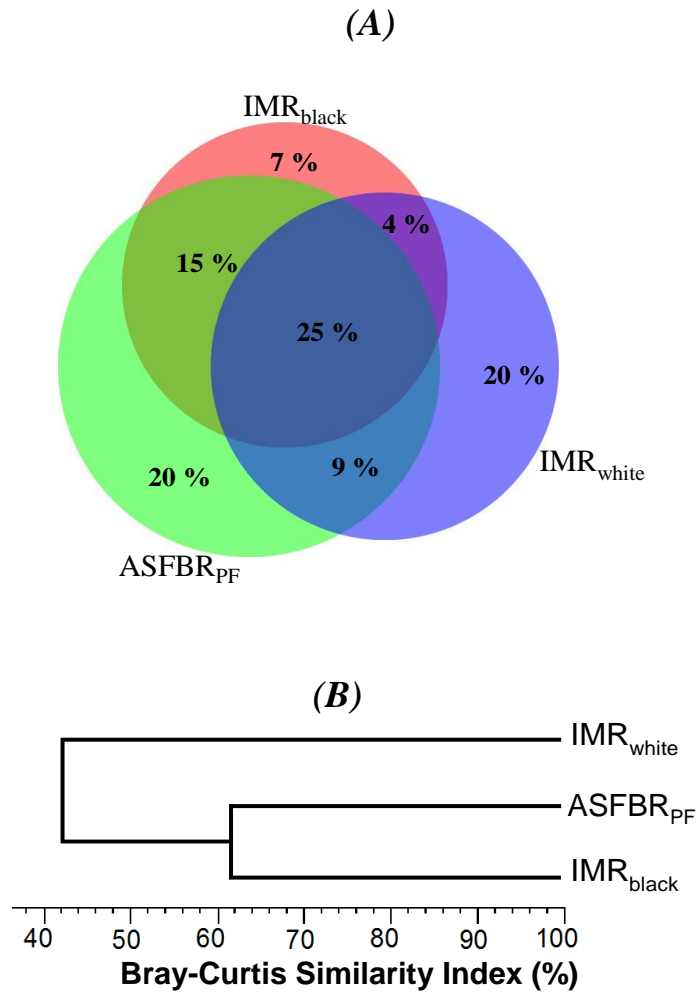 (A)
IMRblack
7 %
4 %
15 %
25 %
20 %
IMRwhite
20 %
9 %
ASFBRPF
(B)
IMRwhite
ASFBRPF
IMRblack
40 50 60 70 80 90 100
Bray-Curtis Similarity Index (%)